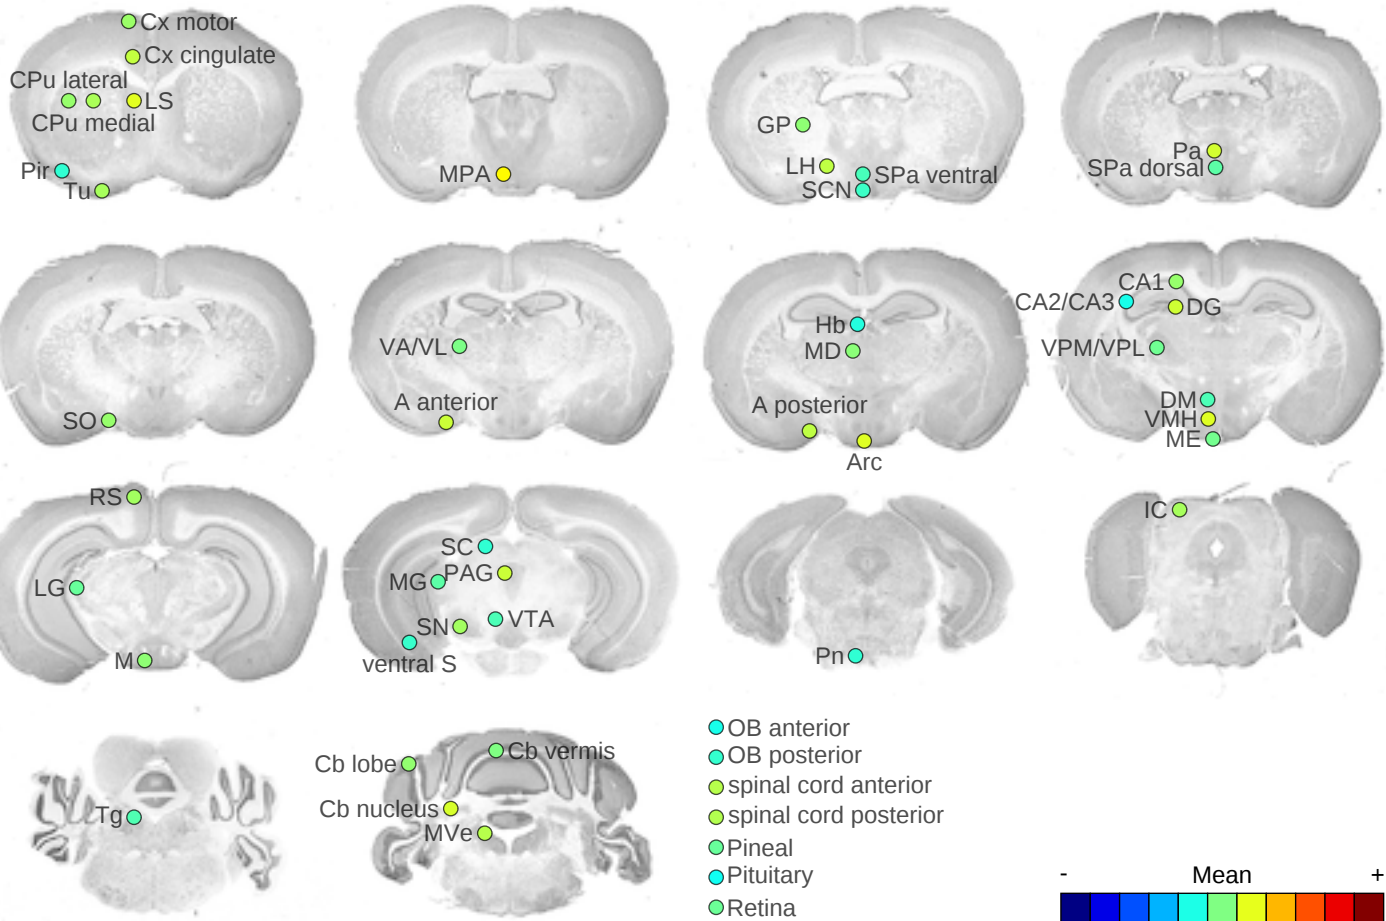 Cx motor
Cx cingulate
CPu lateral
LS
CPu medial
Pir
Tu
MPA
GP
LH
SPa ventral
SCN
Pa
SPa dorsal
SO
VA/VL
A anterior
Hb
MD
A posterior
Arc
CA1
CA2/CA3
DG
VPM/VPL
DM
VMH
ME
RS
LG
M
SC
MG
PAG
SN
VTA
ventral S
Pn
IC
Tg
Cb lobe
Cb vermis
Cb nucleus
MVe
OB anterior
OB posterior
spinal cord anterior
spinal cord posterior
Pineal
Pituitary
Retina
- Mean +